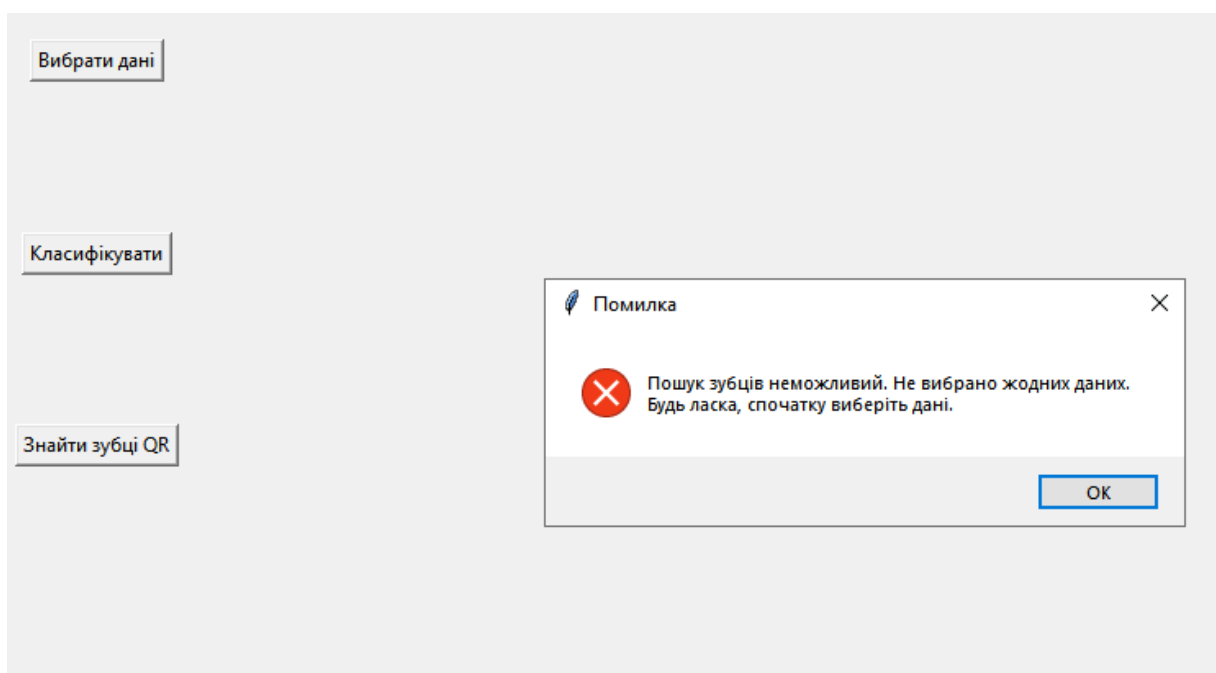 Вибрати дані
Класифікувати
Помилка
Пошук зубців неможливий. Не вибрано жодних даних.
Будь ласка, спочатку виберіть дані.
Знайти зубці QR
OK